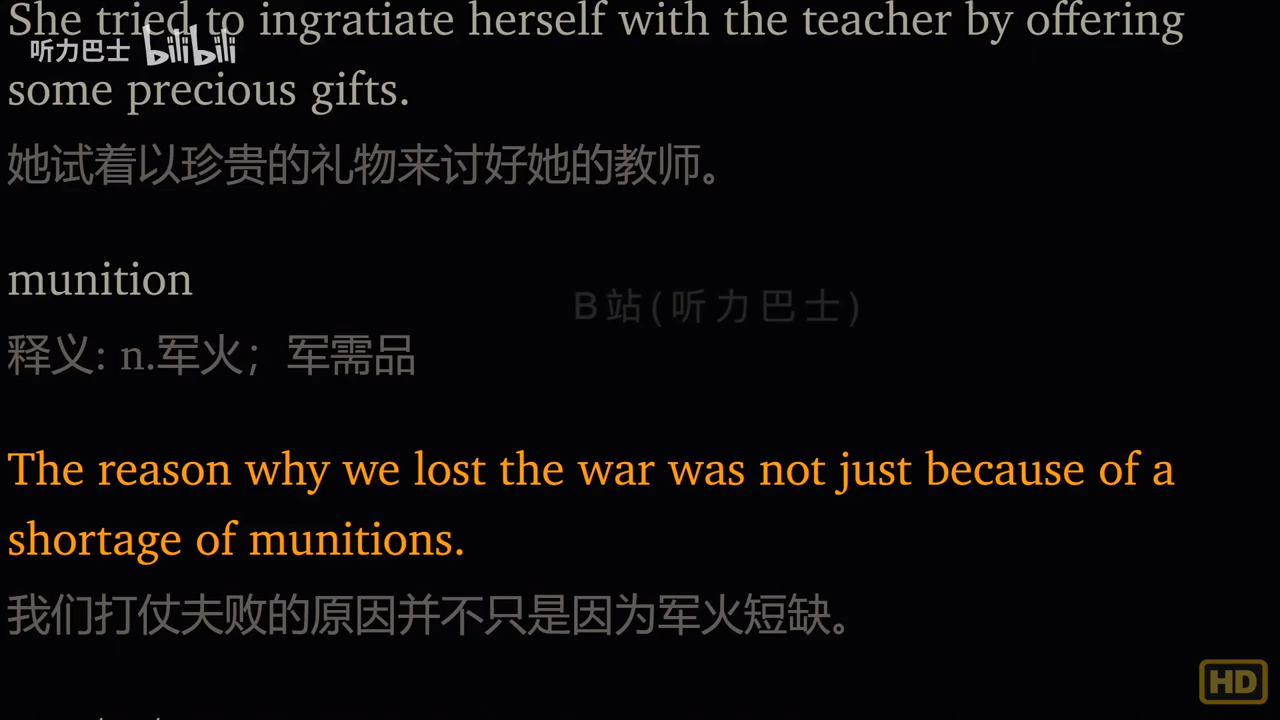 She tried to ingratiate herself with the teacher by offering
听力巴士 bilibili
some precious gifts.
她试着以珍贵的礼物来讨好她的教师。
munition
B站(听力巴士)
释义: n.军火；军需品
The reason why we lost the war was not just because of a
shortage of munitions.
我们打仗夫败的原因并不只是因为军火短缺。
HD